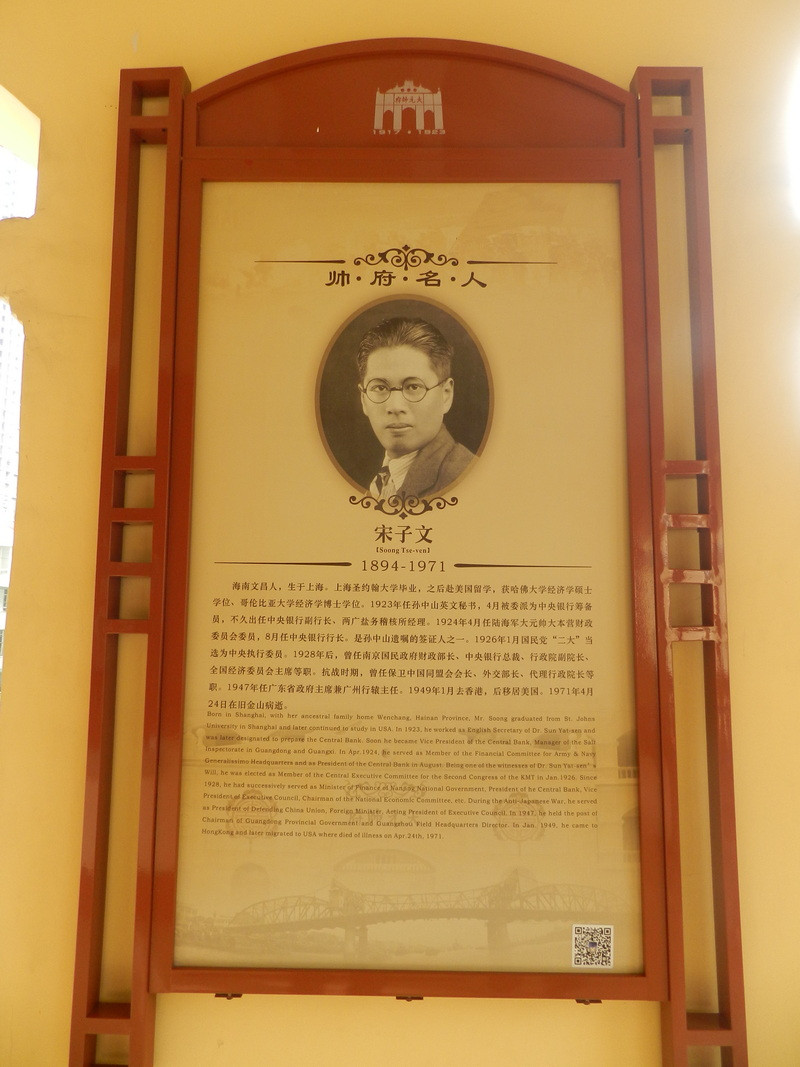 大元帥府
1917 • 1923
帅·府·名·人
宋子文
[Soong Tse-ven]
1894-1971
海南文昌人，生于上海。上海圣约翰大学毕业，之后赴美国留学，获哈佛大学经济学硕士
学位、哥伦比亚大学经济学博士学位。1923年任孙中山英文秘书，4月被委派为中央银行筹备
员，不久出任中央银行副行长、两广盐务稽核所经理。1924年4月任陆海军大元帅大本营财政
委员会委员，8月任中央银行行长。是孙中山遗嘱的签证人之一。1926年1月国民党“二大”当
选为中央执行委员。1928年后，曾任南京国民政府财政部长、中央银行总裁、行政院副院长、
全国经济委员会主席等职。抗战时期，曾任保卫中国同盟会会长、外交部长、代理行政院长等
职。1947年任广东省政府主席兼广州行辕主任。1949年1月去香港，后移居美国。1971年4月
24日在旧金山病逝。
Born in Shanghai, with her ancestral family home Wenchang, Hainan Province, Mr. Soong graduated from St. Johns
University in Shanghai and later continued to study in USA. In 1923, he worked as English Secretary of Dr. Sun Yat-sen and
was later designated to prepare the Central Bank. Soon he became Vice President of the Central Bank, Manager of the Salt
Inspectorate in Guangdong and Guangxi. In Apr.1924, he served as Member of the Financial Committee for Army & Navy
Generalissimo Headquarters and as President of the Central Bank in August. Being one of the witnesses of Dr. Sun Yat-sen’s
Will, he was elected as Member of the Central Executive Committee for the Second Congress of the KMT in Jan.1926. Since
1928, he had successively served as Minister of Finance of Nanjing National Government, President of he Central Bank, Vice
President of Executive Council, Chairman of the National Economic Committee, etc. During the Anti-Japanese War, he served
as President of Defending China Union, Foreign Minister, Acting President of Executive Council. In 1947, he held the post of
Chairman of Guangdong Provincial Government and Guangzhou Field Headquarters Director. In Jan. 1949, he came to
HongKong and later migrated to USA where died of illness on Apr.24th, 1971.